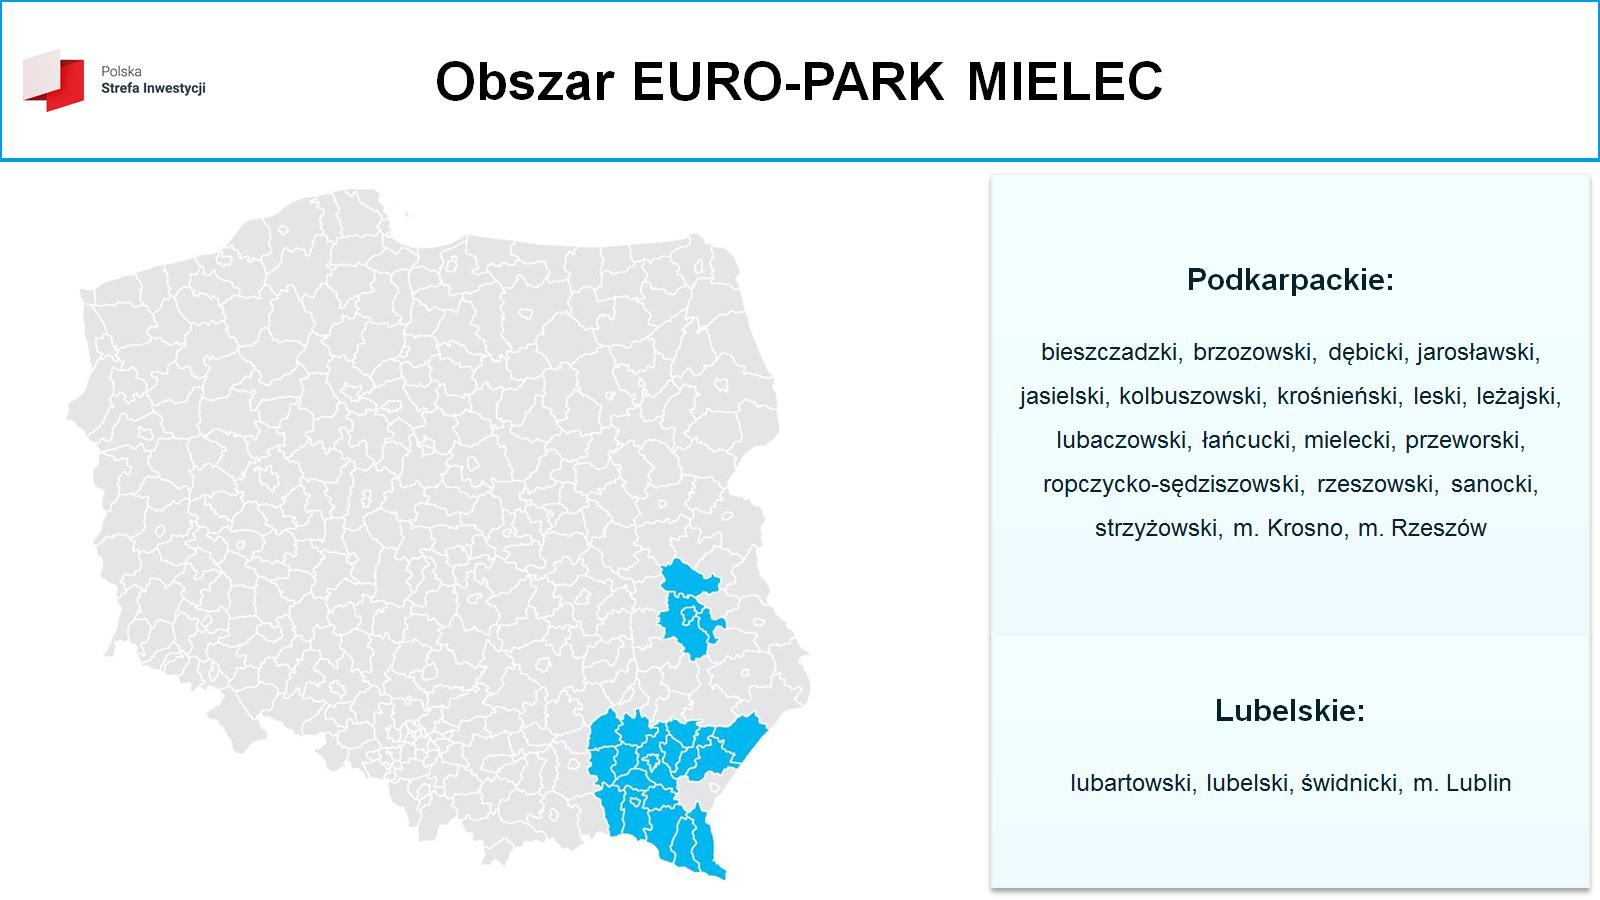 Polska
Strefa Inwestycji
Obszar EURO-PARK MIELEC
Podkarpackie:
bieszczadzki, brzozowski, dębicki, jarosławski,
jasielski, kolbuszowski, krośnieński, leski, leżajski,
lubaczowski, łańcucki, mielecki, przeworski,
ropczycko-sędziszowski, rzeszowski, sanocki,
strzyżowski, m. Krosno, m. Rzeszów
Lubelskie:
lubartowski, lubelski, świdnicki, m. Lublin